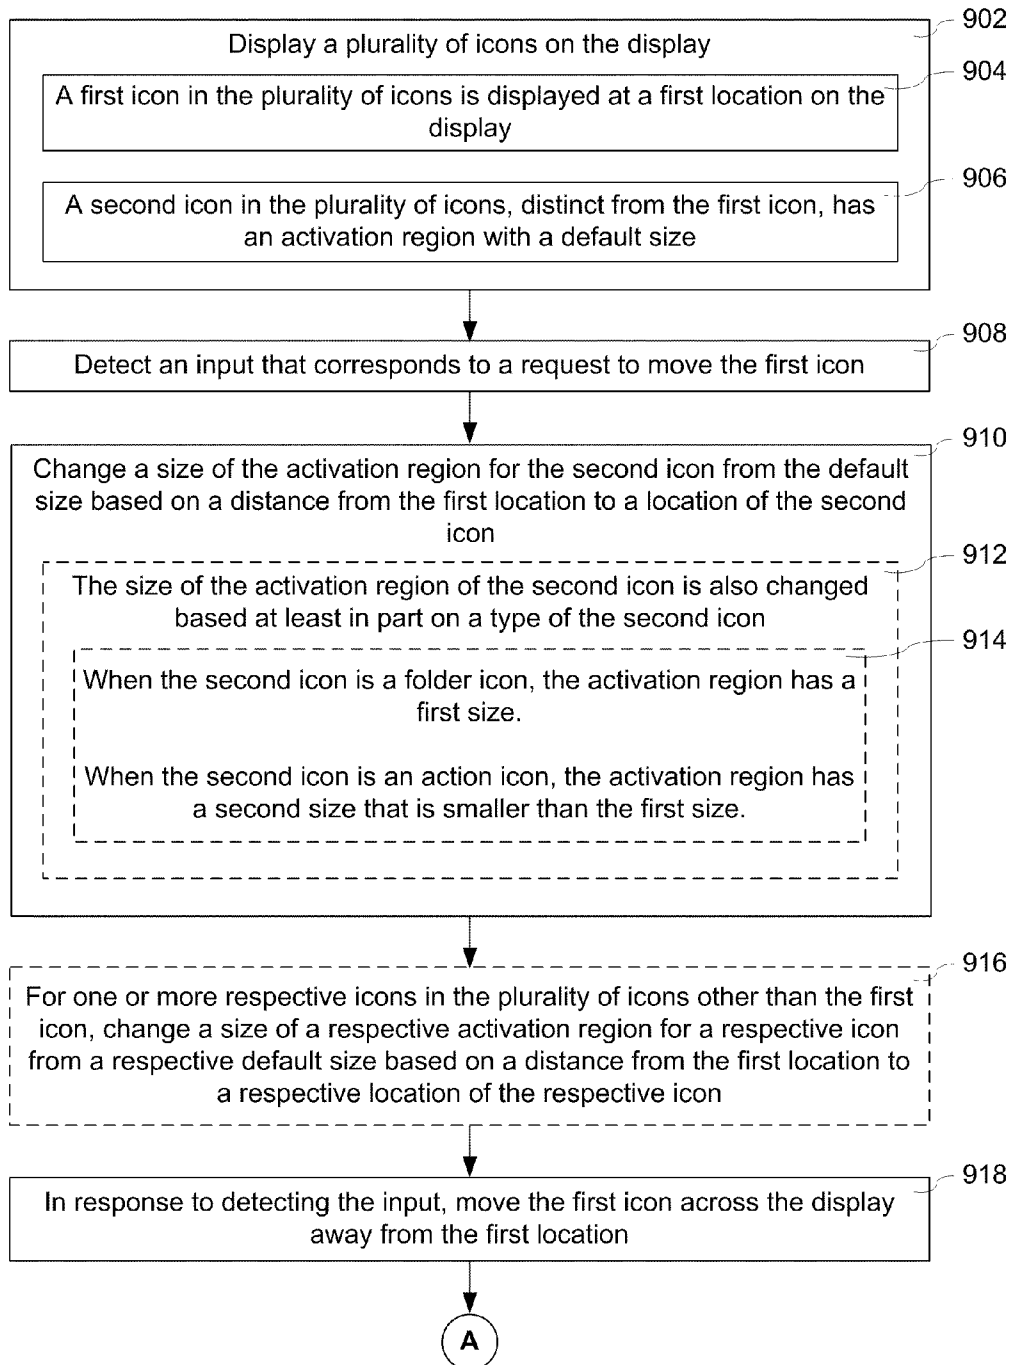 902
Display a plurality of icons on the display
904
A first icon in the plurality of icons is displayed at a first location on the
display
906
A second icon in the plurality of icons, distinct from the first icon, has
an activation region with a default size
908
Detect an input that corresponds to a request to move the first icon
910
Change a size of the activation region for the second icon from the default
size based on a distance from the first location to a location of the second
icon
912
The size of the activation region of the second icon is also changed
based at least in part on a type of the second icon
914
When the second icon is a folder icon, the activation region has a
first size.
When the second icon is an action icon, the activation region has
a second size that is smaller than the first size.
916
For one or more respective icons in the plurality of icons other than the first
icon, change a size of a respective activation region for a respective icon
from a respective default size based on a distance from the first location to
a respective location of the respective icon
918
In response to detecting the input, move the first icon across the display
away from the first location
A